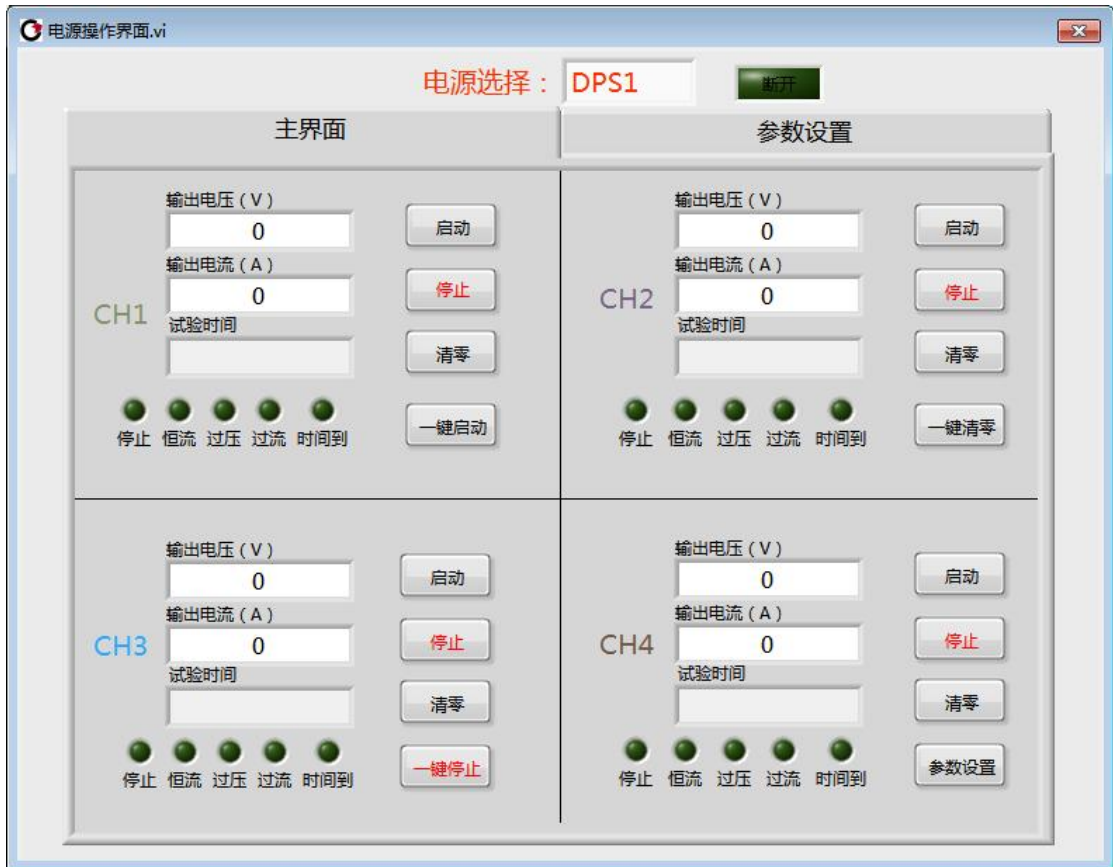 电源操作界面.vi
电源选择： DPS1 断开
主界面 参数设置
输出电压（V）
0
启动
输出电流（A）
0
停止
CH1
试验时间
清零
停止 恒流 过压 过流 时间到
一键启动
输出电压（V）
0
启动
输出电流（A）
0
停止
CH2
试验时间
清零
停止 恒流 过压 过流 时间到
一键清零
输出电压（V）
0
启动
输出电流（A）
0
停止
CH3
试验时间
清零
停止 恒流 过压 过流 时间到
一键停止
输出电压（V）
0
启动
输出电流（A）
0
停止
CH4
试验时间
清零
停止 恒流 过压 过流 时间到
参数设置